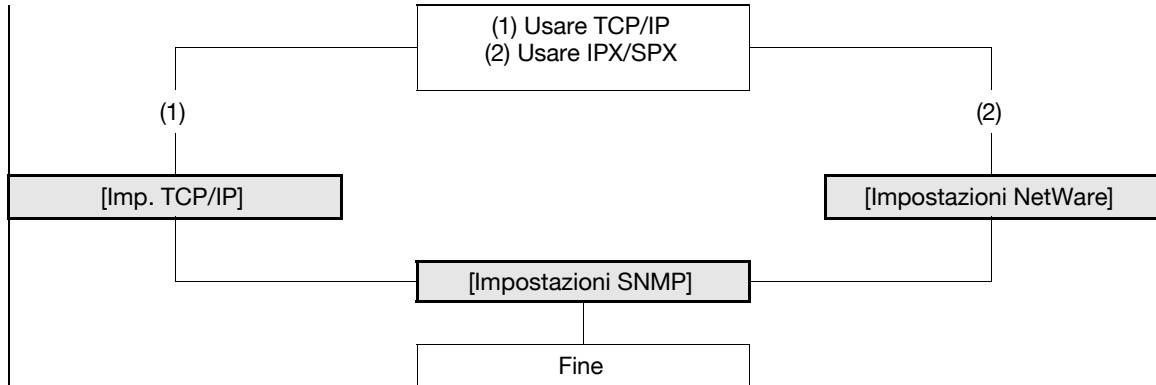 (1) Usare TCP/IP
(2) Usare IPX/SPX
(1)
(2)
[Imp. TCP/IP]
[Impostazioni NetWare]
[Impostazioni SNMP]
Fine